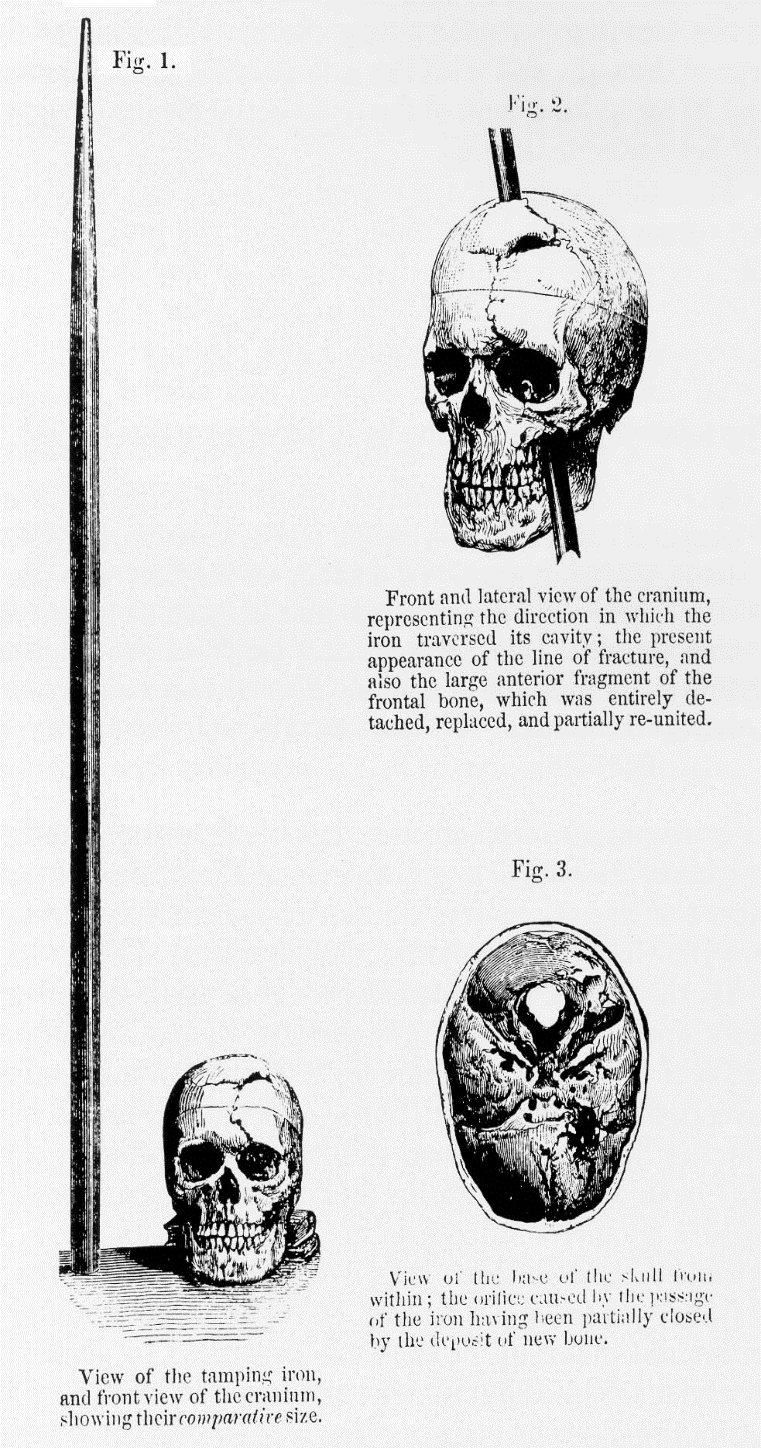 Fig. 1.
View of the tamping iron,
and front view of the cranium,
showing their comparative size.
Fig. 2.
Front and lateral view of the cranium,
representing the direction in which the
iron traversed its cavity; the present
appearance of the line of fracture, and
also the large anterior fragment of the
frontal bone, which was entirely de-
tached, replaced, and partially re-united.
Fig. 3.
View of the base of the skull from
within; the orifice caused by the passage
of the iron having been partially closed
by the deposit of new bone.